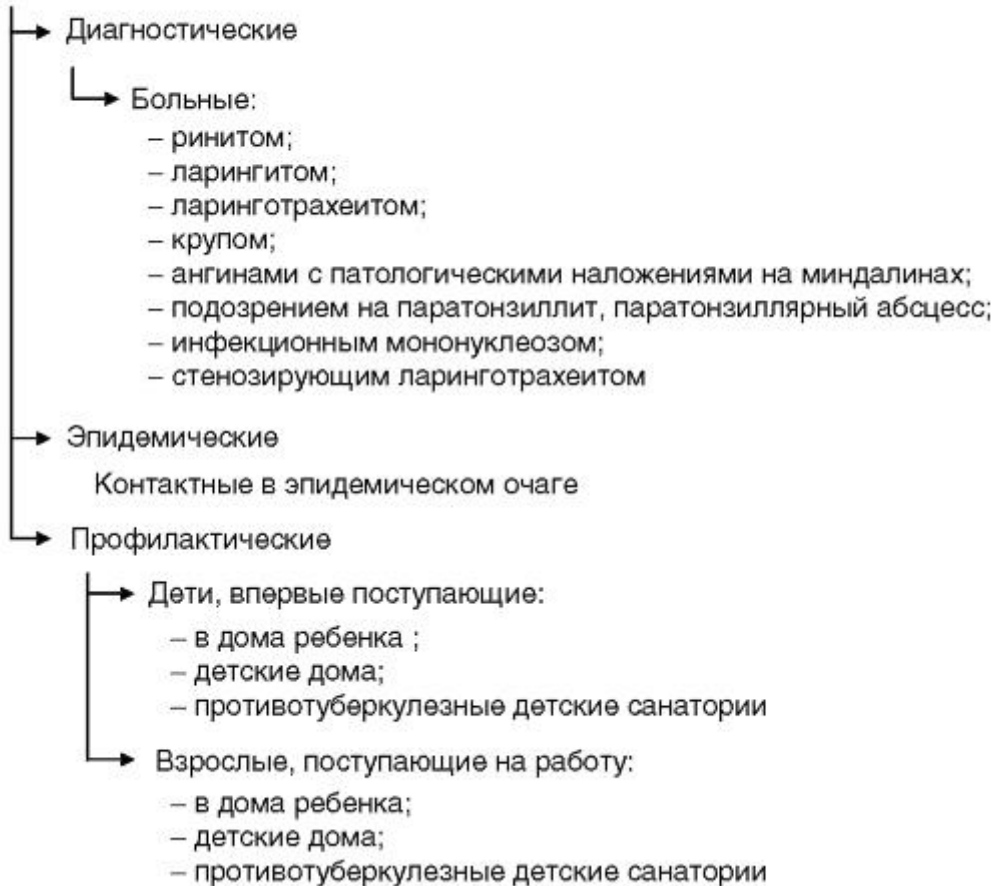 Диагностические
Больные:
– ринитом;
– ларингитом;
– ларинготрахеитом;
– крупом;
– ангинами с патологическими наложениями на миндалинах;
– подозрением на паратонзиллит, паратонзиллярный абсцесс;
– инфекционным мононуклеозом;
– стенозирующим ларинготрахеитом
Эпидемические
Контактные в эпидемическом очаге
Профилактические
Дети, впервые поступающие:
– в дома ребенка ;
– детские дома;
– противотуберкулезные детские санатории
Взрослые, поступающие на работу:
– в дома ребенка;
– детские дома;
– противотуберкулезные детские санатории